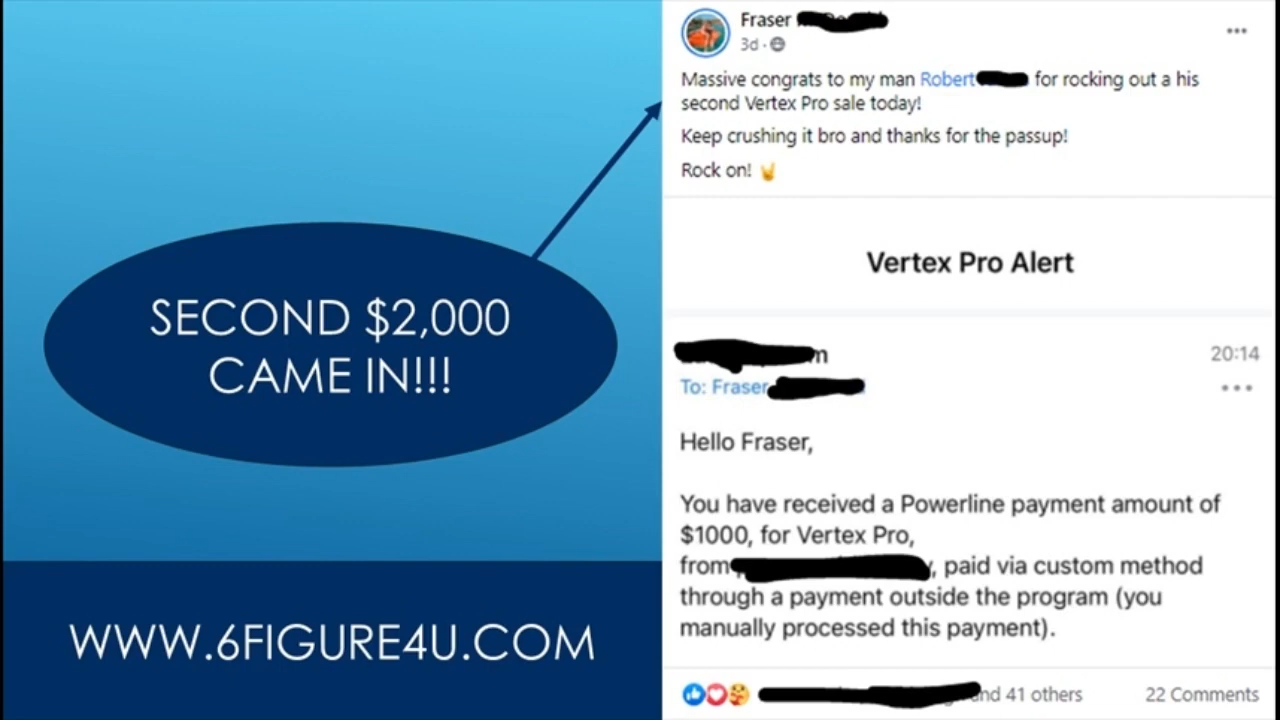 SECOND $2,000
CAME IN!!!
WWW.6FIGURE4U.COM
Fraser
3d
Massive congrats to my man Robert for rocking out a his
second Vertex Pro sale today!
Keep crushing it bro and thanks for the passup!
Rock on!
Vertex Pro Alert
m 20:14
To: Fraser
Hello Fraser,
You have received a Powerline payment amount of
$1000, for Vertex Pro,
from , paid via custom method
through a payment outside the program (you
manually processed this payment).
and 41 others 22 Comments